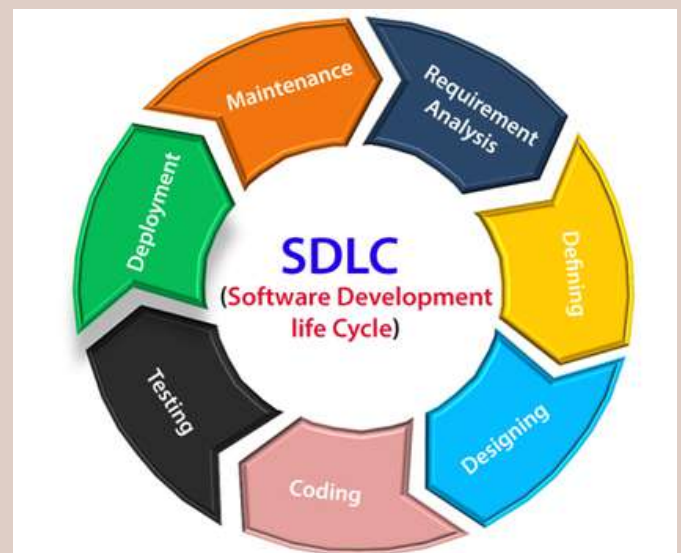 SDLC
(Software Development
life Cycle)
Requirement
Analysis
Defining
Designing
Coding
Testing
Deployment
Maintenance